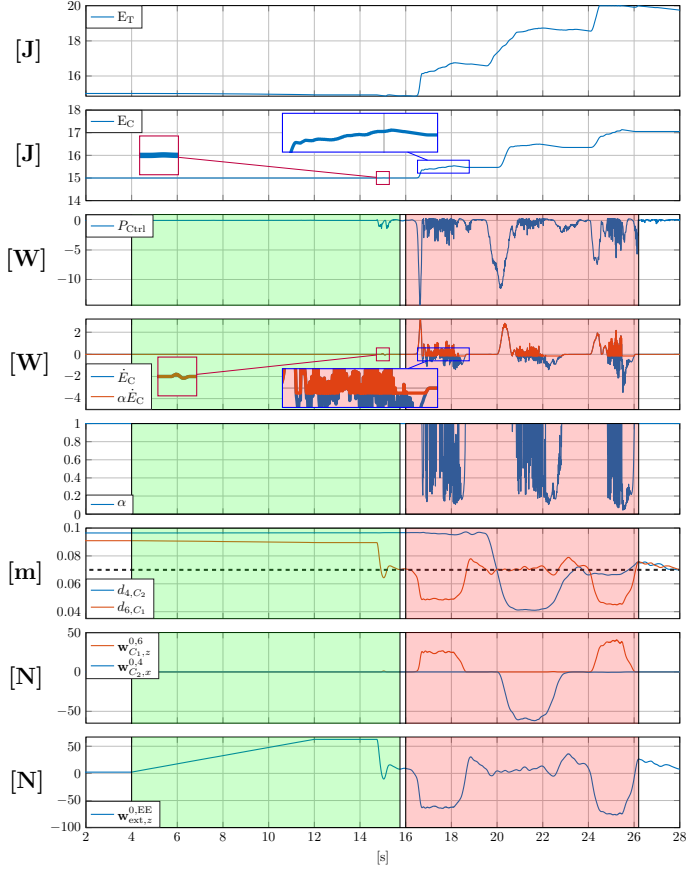 20
15
[J]
E_T
18
17
16
15
14
[J]
E_C
0
−5
−10
[W]
P_Ctrl
2
0
−2
−4
[W]
Ė_C
αĖ_C
1
0.8
0.6
0.4
0.2
0
α
0.1
0.08
0.06
0.04
[m]
d_{4,C_2}
d_{6,C_1}
50
0
−50
[N]
w^{0,6}_{C_1,z}
w^{0,4}_{C_2,x}
50
0
−50
−100
[N]
w^{0,EE}_{ext,z}
2 4 6 8 10 12 14 16 18 20 22 24 26 28
[s]